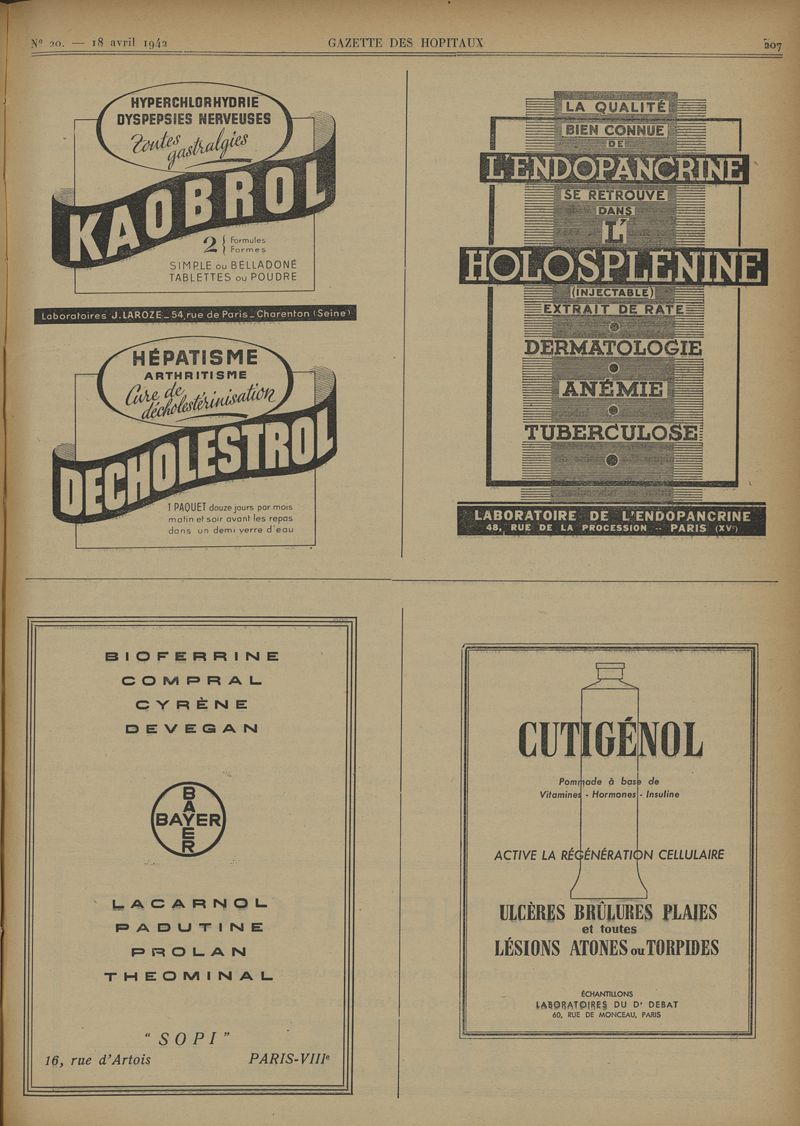 Nº 20. — 18 avril 1942
GAZETTE DES HOPITAUX
207
HYPERCHLORHYDRIE
DYSPEPSIES NERVEUSES
Toutes
gastralgies
KAOBROL
2 Formules
Formes
SIMPLE ou BELLADONÉ
TABLETTES ou POUDRE
Laboratoires J. LAROZE _ 54, rue de Paris _ Charenton (Seine)
HÉPATISME
ARTHRITISME
Cure de
décholestérinisation
DECHOLESTROL
1 PAQUET douze jours par mois
matin et soir avant les repas
dans un demi verre d'eau
LA QUALITÉ
BIEN CONNUE
DE
L'ENDOPANCRINE
SE RETROUVE
DANS
L'
HOLOSPLÉNINE
(INJECTABLE)
EXTRAIT DE RATE
DERMATOLOGIE
ANÉMIE
TUBERCULOSE
LABORATOIRE DE L'ENDOPANCRINE
48, RUE DE LA PROCESSION -- PARIS (XVe)
BIOFERRINE
COMPRAL
CYRÈNE
DEVEGAN
BAYER
BAYER
LACARNOL
PADUTINE
PROLAN
THEOMINAL
" SOPI "
16, rue d'Artois PARIS-VIIIe
CUTIGÉNOL
Pommade à base de
Vitamines - Hormones - Insuline
ACTIVE LA RÉGÉNÉRATION CELLULAIRE
ULCÈRES BRÛLURES PLAIES
et toutes
LÉSIONS ATONES ou TORPIDES
ÉCHANTILLONS
LABORATOIRES DU Dr DEBAT
60, RUE DE MONCEAU, PARIS